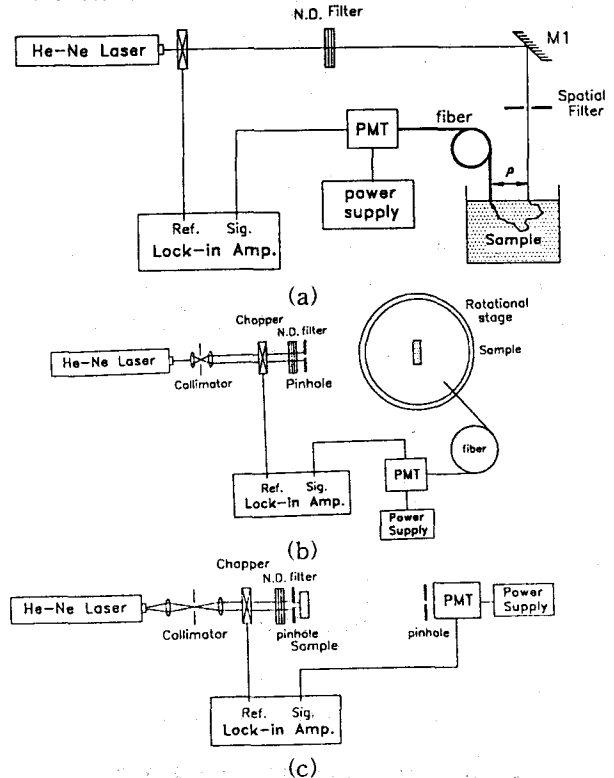 N.D. Filter
He-Ne Laser
M1
Spatial
Filter
fiber
PMT
ρ
power
supply
Ref. Sig.
Lock-in Amp.
Sample
(a)
Rotational
stage
Sample
Chopper
N.D. filter
He-Ne Laser
Collimator
Pinhole
fiber
PMT
Ref. Sig.
Lock-in Amp.
Power
Supply
(b)
Chopper
N.D. filter
He-Ne Laser
PMT
Power
Supply
Collimator
pinhole
Sample
pinhole
Ref. Sig.
Lock-in Amp.
(c)